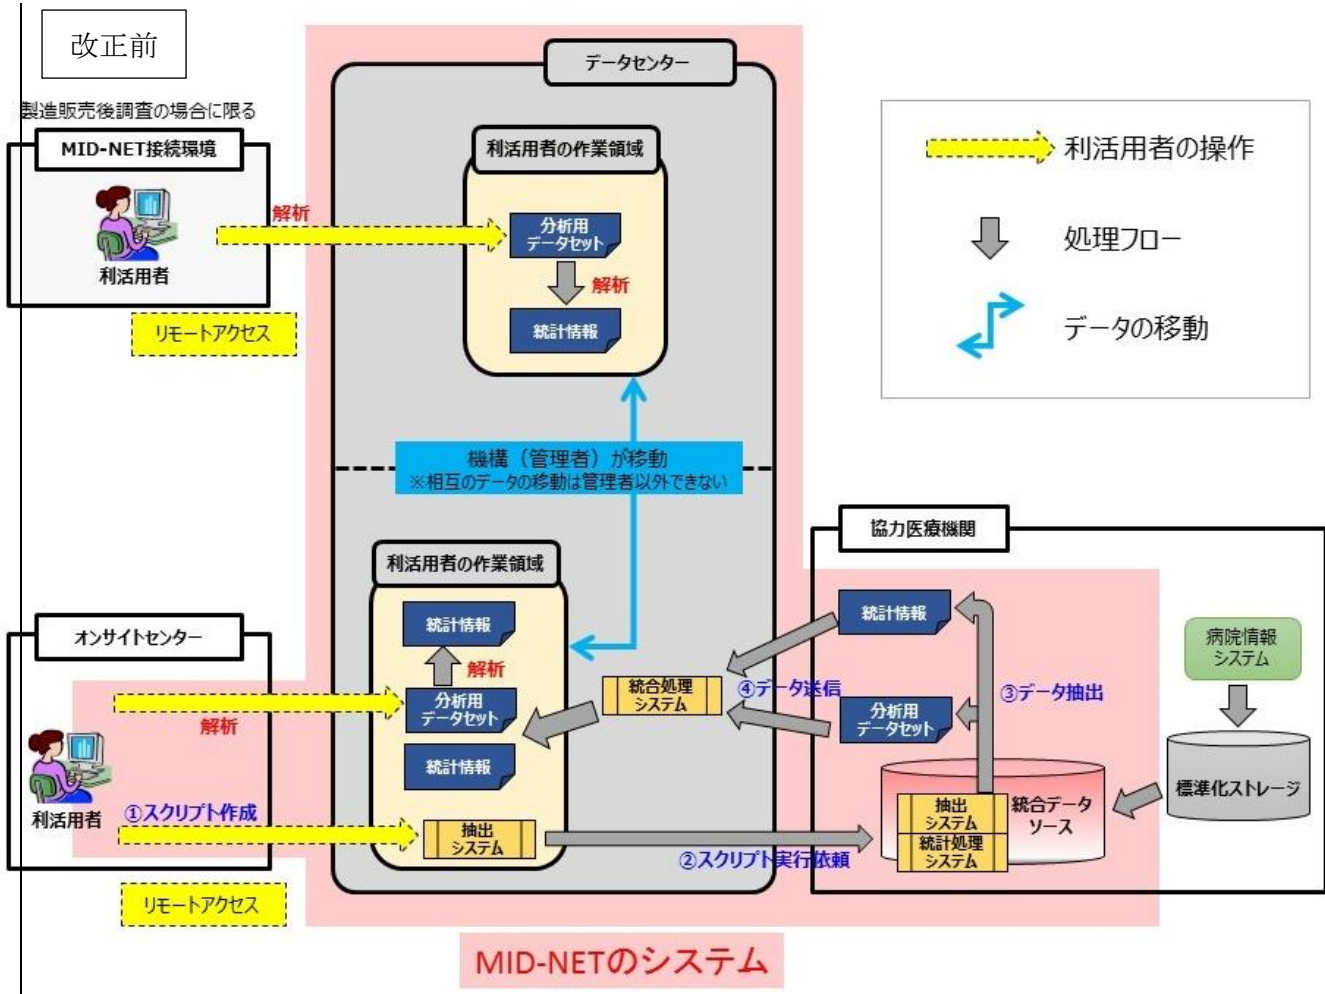 改正前
製造販売後調査の場合に限る
MID-NET接続環境
利活用者
解析
リモートアクセス
データセンター
利活用者の作業領域
分析用
データセット
解析
統計情報
利活用者の操作
処理フロー
データの移動
機構（管理者）が移動
※相互のデータの移動は管理者以外できない
利活用者の作業領域
統計情報
解析
分析用
データセット
統計情報
抽出
システム
オンサイトセンター
解析
利活用者
①スクリプト作成
リモートアクセス
統合処理
システム
④データ送信
②スクリプト実行依頼
協力医療機関
統計情報
分析用
データセット
③データ抽出
病院情報
システム
標準化ストレージ
統合データ
ソース
抽出
システム
統計処理
システム
MID-NETのシステム